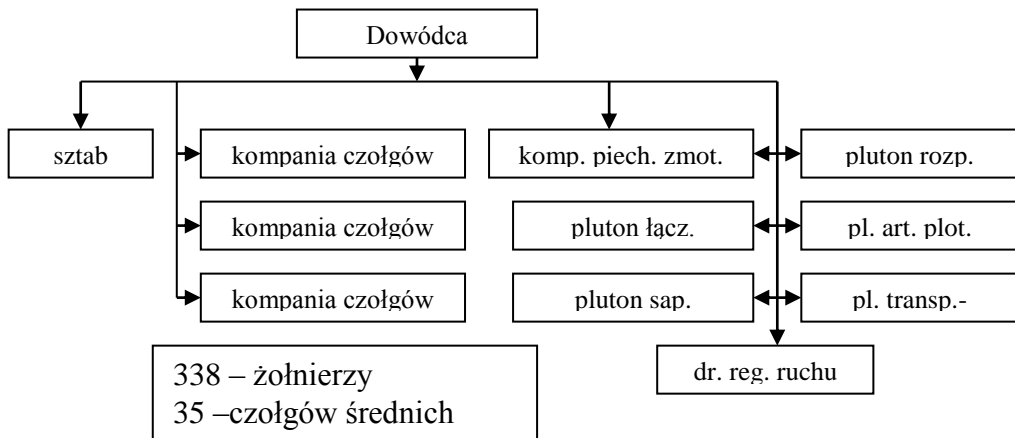 Dowódca
sztab
kompania czołgów
komp. piech. zmot.
pluton rozp.
kompania czołgów
pluton łącz.
pl. art. plot.
kompania czołgów
pluton sap.
pl. transp.-
338 – żołnierzy
35 –czołgów średnich
dr. reg. ruchu